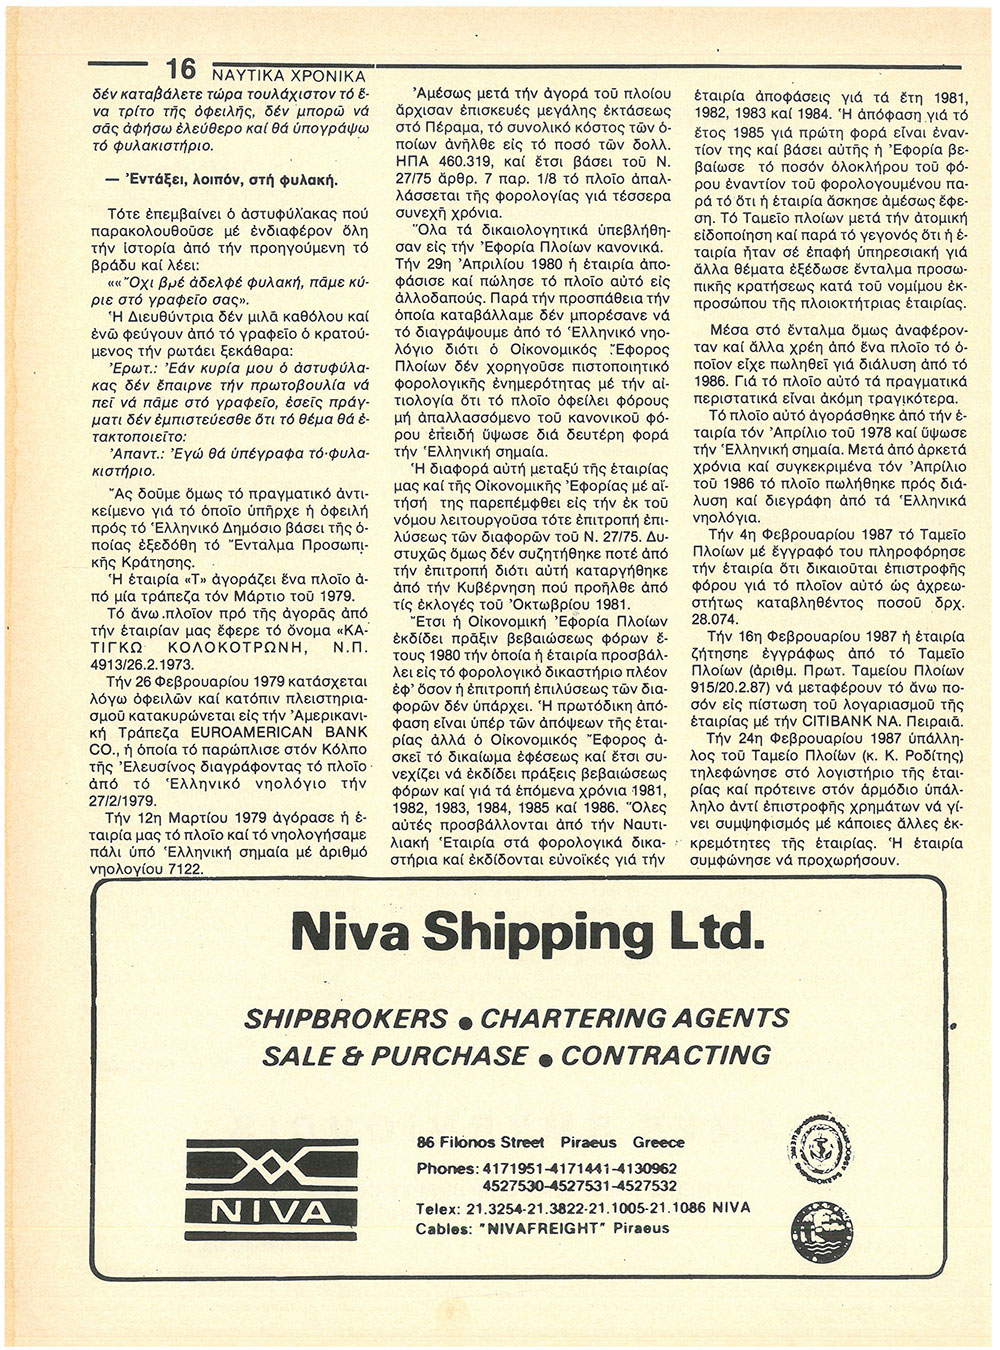 16 ΝΑΥΤΙΚΑ ΧΡΟΝΙΚΑ
δέν καταβάλετε τώρα τουλάχιστον τό ἕ-
να τρίτο τῆς ὀφειλῆς, δέν μπορῶ νά
σᾶς ἀφήσω ἐλεύθερο καί θά ὑπογράψω
τό φυλακιστήριο.
— Ἐντάξει, λοιπόν, στή φυλακή.
Τότε ἐπεμβαίνει ὁ ἀστυφύλακας πού
παρακολουθοῦσε μέ ἐνδιαφέρον ὅλη
τήν ἱστορία ἀπό τήν προηγούμενη τό
βράδυ καί λέει:
««Ὄχι βρέ ἀδελφέ φυλακή, πᾶμε κύ-
ριε στό γραφεῖο σας».
Ἡ Διευθύντρια δέν μιλᾶ καθόλου καί
ἐνῶ φεύγουν ἀπό τό γραφεῖο ὁ κρατού-
μενος τήν ρωτάει ξεκάθαρα:
Ἐρωτ.: Ἐάν κυρία μου ὁ ἀστυφύλα-
κας δέν ἔπαιρνε τήν πρωτοβουλία νά
πεῖ νά πᾶμε στό γραφεῖο, ἐσεῖς πράγ-
ματι δέν ἐμπιστεύεσθε ὅτι τό θέμα θά ἐ-
τακτοποιεῖτο:
Ἀπαντ.: Ἐγώ θά ὑπέγραφα τό φυλα-
κιστήριο.
Ἄς δοῦμε ὅμως τό πραγματικό ἀντι-
κείμενο γιά τό ὁποῖο ὑπῆρχε ἡ ὀφειλή
πρός τό Ἑλληνικό Δημόσιο βάσει τῆς ὁ-
ποίας ἐξεδόθη τό Ἔνταλμα Προσωπι-
κῆς Κράτησης.
Ἡ ἑταιρία «Τ» ἀγοράζει ἕνα πλοῖο ἀ-
πό μία τράπεζα τόν Μάρτιο τοῦ 1979.
Τό ἄνω .πλοῖον πρό τῆς ἀγορᾶς ἀπό
τήν ἑταιρίαν μας ἔφερε τό ὄνομα «ΚΑ-
ΤΙΓΚΩ ΚΟΛΟΚΟΤΡΩΝΗ, Ν.Π.
4913/26.2.1973.
Τήν 26 Φεβρουαρίου 1979 κατάσχεται
λόγω ὀφειλῶν καί κατόπιν πλειστηρια-
σμοῦ κατακυρώνεται εἰς τήν Ἀμερικανι-
κή Τράπεζα EUROAMERICAN BANK
CO., ἡ ὁποία τό παρώπλισε στόν Κόλπο
τῆς Ἐλευσίνος διαγράφοντας τό πλοῖο
ἀπό τό Ἑλληνικό νηολόγιο τήν
27/2/1979.
Τήν 12η Μαρτίου 1979 ἀγόρασε ἡ ἑ-
ταιρία μας τό πλοῖο καί τό νηολογήσαμε
πάλι ὑπό Ἑλληνική σημαία μέ ἀριθμό
νηολογίου 7122.
Ἀμέσως μετά τήν ἀγορά τοῦ πλοίου
ἄρχισαν ἐπισκευές μεγάλης ἐκτάσεως
στό Πέραμα, τό συνολικό κόστος τῶν ὁ-
ποίων ἀνῆλθε εἰς τό ποσό τῶν δολλ.
ΗΠΑ 460.319, καί ἔτσι βάσει τοῦ Ν.
27/75 ἄρθρ. 7 παρ. 1/8 τό πλοῖο ἀπαλ-
λάσσεται τῆς φορολογίας γιά τέσσερα
συνεχῆ χρόνια.
Ὅλα τά δικαιολογητικά ὑπεβλήθη-
σαν εἰς τήν Ἐφορία Πλοίων κανονικά.
Τήν 29η Ἀπριλίου 1980 ἡ ἑταιρία ἀπο-
φάσισε καί πώλησε τό πλοῖο αὐτό εἰς
ἀλλοδαπούς. Παρά τήν προσπάθεια τήν
ὁποία καταβάλλαμε δέν μπορέσανε νά
τό διαγράψουμε ἀπό τό Ἑλληνικό νηο-
λόγιο διότι ὁ Οἰκονομικός Ἔφορος
Πλοίων δέν χορηγοῦσε πιστοποιητικό
φορολογικῆς ἐνημερότητας μέ τήν αἰ-
τιολογία ὅτι τό πλοῖο ὀφείλει φόρους
μή ἀπαλλασσόμενο τοῦ κανονικοῦ φό-
ρου ἐπειδή ὕψωσε διά δευτέρη φορά
τήν Ἑλληνική σημαία.
Ἡ διαφορά αὐτή μεταξύ τῆς ἑταιρίας
μας καί τῆς Οἰκονομικῆς Ἐφορίας μέ αἴ-
τησή της παρεπέμφθει εἰς τήν ἐκ τοῦ
νόμου λειτουργοῦσα τότε ἐπιτροπή ἐπι-
λύσεως τῶν διαφορῶν τοῦ Ν. 27/75. Δυ-
στυχῶς ὅμως δέν συζητήθηκε ποτέ ἀπό
τήν ἐπιτροπή διότι αὐτή καταργήθηκε
ἀπό τήν Κυβέρνηση πού προῆλθε ἀπό
τίς ἐκλογές τοῦ Ὀκτωβρίου 1981.
Ἔτσι ἡ Οἰκονομική Ἐφορία Πλοίων
ἐκδίδει πρᾶξιν βεβαιώσεως φόρων ἔ-
τους 1980 τήν ὁποία ἡ ἑταιρία προσβάλ-
λει εἰς τό φορολογικό δικαστήριο πλέον
ἐφ' ὅσον ἡ ἐπιτροπή ἐπιλύσεως τῶν δια-
φορῶν δέν ὑπάρχει. Ἡ πρωτόδικη ἀπό-
φαση εἶναι ὑπέρ τῶν ἀπόψεων τῆς ἑται-
ρίας ἀλλά ὁ Οἰκονομικός Ἔφορος ἀ-
σκεῖ τό δικαίωμα ἐφέσεως καί ἔτσι συ-
νεχίζει νά ἐκδίδει πράξεις βεβαιώσεως
φόρων καί γιά τά ἑπόμενα χρόνια 1981,
1982, 1983, 1984, 1985 καί 1986. Ὅλες
αὐτές προσβάλλονται ἀπό τήν Ναυτι-
λιακή Ἑταιρία στά φορολογικά δικα-
στήρια καί ἐκδίδονται εὐνοϊκές γιά τήν
ἑταιρία ἀποφάσεις γιά τά ἔτη 1981,
1982, 1983 καί 1984. Ἡ ἀπόφαση γιά τό
ἔτος 1985 γιά πρώτη φορά εἶναι ἐναν-
τίον της καί βάσει αὐτῆς ἡ Ἐφορία βε-
βαίωσε τό ποσόν ὁλοκλήρου τοῦ φό-
ρου ἐναντίον τοῦ φορολογουμένου πα-
ρά τό ὅτι ἡ ἑταιρία ἄσκησε ἀμέσως ἔφε-
ση. Τό Ταμεῖο πλοίων μετά τήν ἀτομική
εἰδοποίηση καί παρά τό γεγονός ὅτι ἡ ἑ-
ταιρία ἦταν σέ ἐπαφή ὑπηρεσιακή γιά
ἄλλα θέματα ἐξέδωσε ἔνταλμα προσω-
πικῆς κρατήσεως κατά τοῦ νομίμου ἐκ-
προσώπου τῆς πλοιοκτήτριας ἑταιρίας.
Μέσα στό ἔνταλμα ὅμως ἀναφέρον-
ταν καί ἄλλα χρέη ἀπό ἕνα πλοῖο τό ὁ-
ποῖον εἶχε πωληθεῖ γιά διάλυση ἀπό τό
1986. Γιά τό πλοῖο αὐτό τά πραγματικά
περιστατικά εἶναι ἀκόμη τραγικότερα.
Τό πλοῖο αὐτό ἀγοράσθηκε ἀπό τήν ἑ-
ταιρία τόν Ἀπρίλιο τοῦ 1978 καί ὕψωσε
τήν Ἑλληνική σημαία. Μετά ἀπό ἀρκετά
χρόνια καί συγκεκριμένα τόν Ἀπρίλιο
τοῦ 1986 τό πλοῖο πωλήθηκε πρός διά-
λυση καί διεγράφη ἀπό τά Ἑλληνικά
νηολόγια.
Τήν 4η Φεβρουαρίου 1987 τό Ταμεῖο
Πλοίων μέ ἔγγραφό του πληροφόρησε
τήν ἑταιρία ὅτι δικαιοῦται ἐπιστροφῆς
φόρου γιά τό πλοῖον αὐτό ὡς ἀχρεω-
στήτως καταβληθέντος ποσοῦ δρχ.
28.074.
Τήν 16η Φεβρουαρίου 1987 ἡ ἑταιρία
ζήτησηε ἐγγράφως ἀπό τό Ταμεῖο
Πλοίων (ἀριθμ. Πρωτ. Ταμείου Πλοίων
915/20.2.87) νά μεταφέρουν τό ἄνω πο-
σόν εἰς πίστωση τοῦ λογαριασμοῦ τῆς
ἑταιρίας μέ τήν CITIBANK NA. Πειραιᾶ.
Τήν 24η Φεβρουαρίου 1987 ὑπάλλη-
λος τοῦ Ταμείο Πλοίων (κ. Κ. Ροδίτης)
τηλεφώνησε στό λογιστήριο τῆς ἑται-
ρίας καί πρότεινε στόν ἁρμόδιο ὑπάλ-
ληλο ἀντί ἐπιστροφῆς χρημάτων νά γί-
νει συμψηφισμός μέ κάποιες ἄλλες ἐκ-
κρεμότητες τῆς ἑταιρίας. Ἡ ἑταιρία
συμφώνησε νά προχωρήσουν.
Niva Shipping Ltd.
SHIPBROKERS ● CHARTERING AGENTS
SALE & PURCHASE ● CONTRACTING
NIVA
86 Filonos Street Piraeus Greece
Phones: 4171951-4171441-4130962
4527530-4527531-4527532
Telex: 21.3254-21.3822-21.1005-21.1086 NIVA
Cables: "NIVAFREIGHT" Piraeus